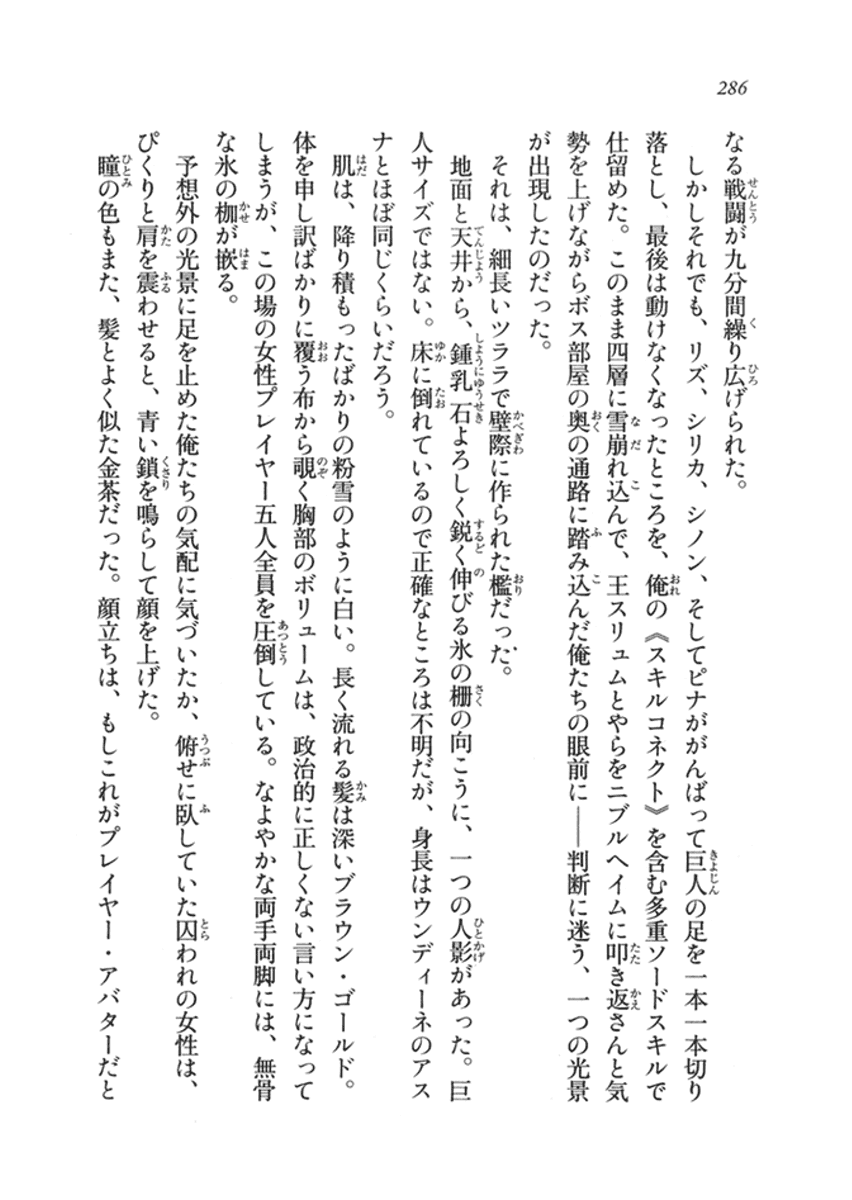 286
なる戦闘が九分間繰り広げられた。
　しかしそれでも、リズ、シリカ、シノン、そしてピナががんばって巨人の足を一本一本切り
落とし、最後は動けなくなったところを、俺の《スキルコネクト》を含む多重ソードスキルで
仕留めた。このまま四層に雪崩れ込んで、王スリュムとやらをニブルヘイムに叩き返さんと気
勢を上げながらボス部屋の奥の通路に踏み込んだ俺たちの眼前に――判断に迷う、一つの光景
が出現したのだった。
　それは、細長いツララで壁際に作られた檻だった。
　地面と天井から、鍾乳石よろしく鋭く伸びる氷の柵の向こうに、一つの人影があった。巨
人サイズではない。床に倒れているので正確なところは不明だが、身長はウンディーネのアス
ナとほぼ同じくらいだろう。
　肌は、降り積もったばかりの粉雪のように白い。長く流れる髪は深いブラウン・ゴールド。
体を申し訳ばかりに覆う布から覗く胸部のボリュームは、政治的に正しくない言い方になって
しまうが、この場の女性プレイヤー五人全員を圧倒している。なよやかな両手両脚には、無骨
な氷の枷が嵌る。
　予想外の光景に足を止めた俺たちの気配に気づいたか、俯せに臥していた囚われの女性は、
ぴくりと肩を震わせると、青い鎖を鳴らして顔を上げた。
　瞳の色もまた、髪とよく似た金茶だった。顔立ちは、もしこれがプレイヤー・アバターだと